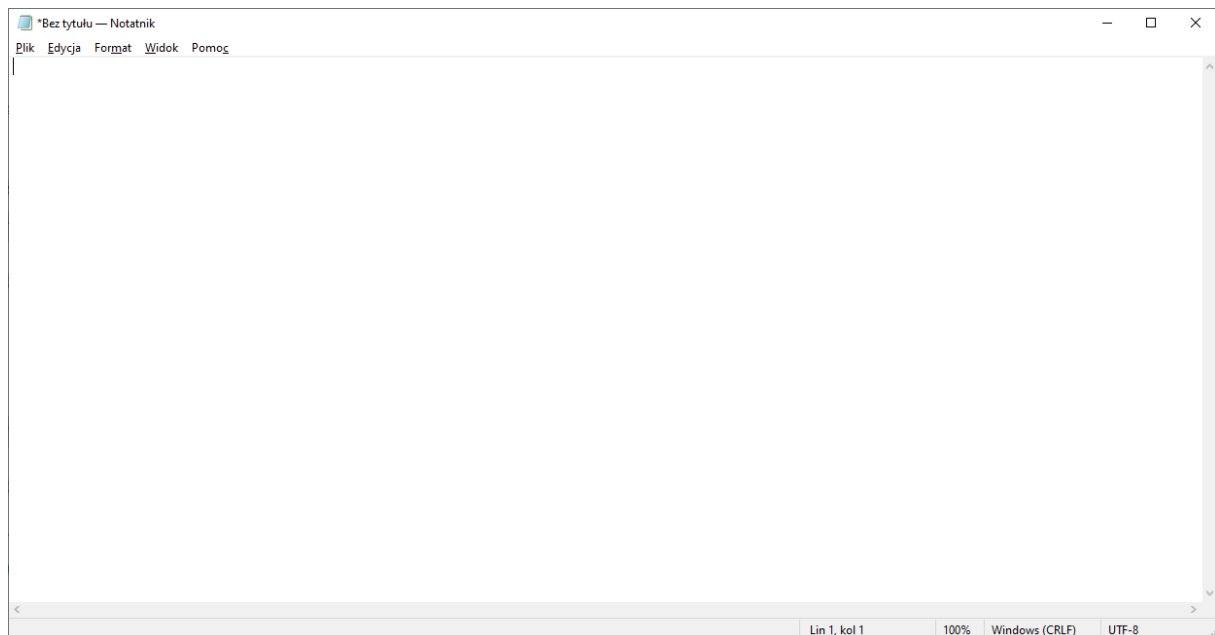 *Bez tytułu — Notatnik
Plik Edycja Format Widok Pomoc
Lin 1, kol 1 100% Windows (CRLF) UTF-8